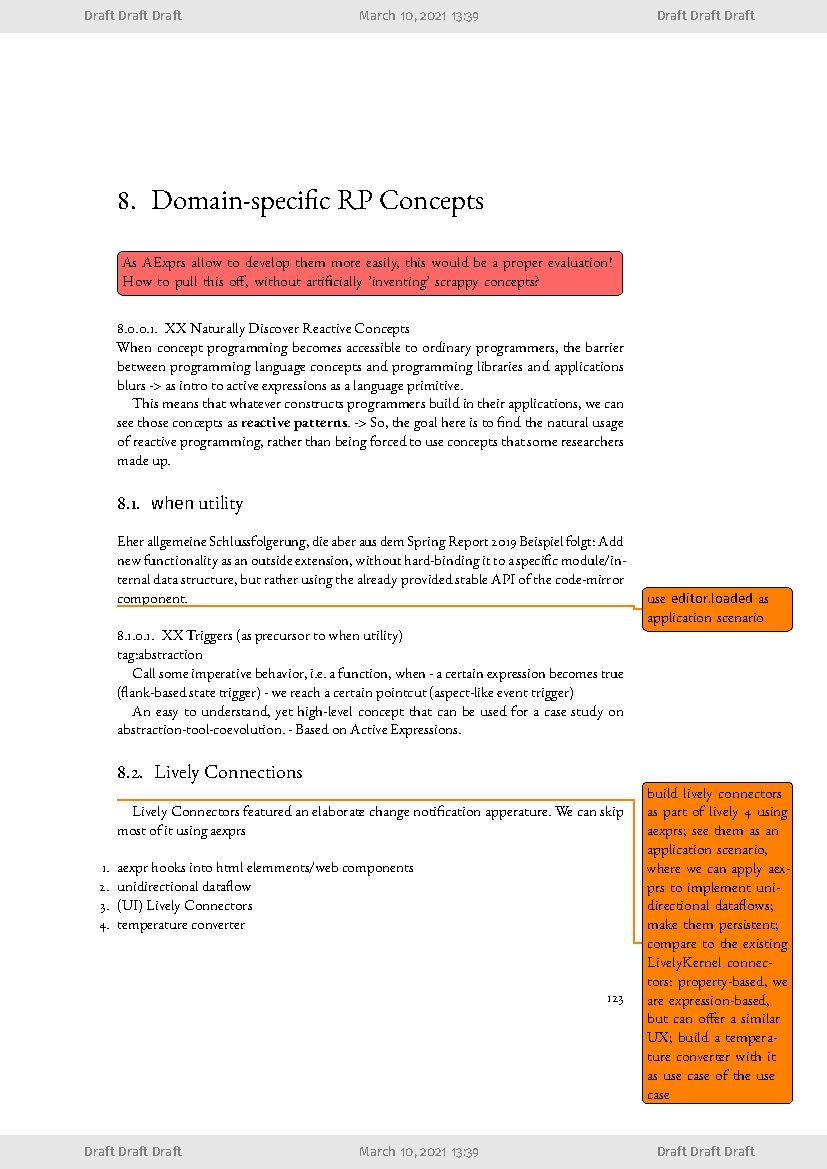 Draft Draft Draft March 10, 2021 13:39 Draft Draft Draft
8. Domain-specific RP Concepts
As AExprs allow to develop them more easily, this would be a proper evaluation!
How to pull this off, without artificially 'inventing' scrappy concepts?
8.0.0.1. XX Naturally Discover Reactive Concepts
When concept programming becomes accessible to ordinary programmers, the barrier
between programming language concepts and programming libraries and applications
blurs -> as intro to active expressions as a language primitive.
This means that whatever constructs programmers build in their applications, we can
see those concepts as reactive patterns. -> So, the goal here is to find the natural usage
of reactive programming, rather than being forced to use concepts that some researchers
made up.
8.1. when utility
Eher allgemeine Schlussfolgerung, die aber aus dem Spring Report 2019 Beispiel folgt: Add
new functionality as an outside extension, without hard-binding it to a specific module/in-
ternal data structure, but rather using the already provided stable API of the code-mirror
component.
use editor.loaded as
application scenario
8.1.0.1. XX Triggers (as precursor to when utility)
tag:abstraction
Call some imperative behavior, i.e. a function, when - a certain expression becomes true
(flank-based state trigger) - we reach a certain pointcut (aspect-like event trigger)
An easy to understand, yet high-level concept that can be used for a case study on
abstraction-tool-coevolution. - Based on Active Expressions.
8.2. Lively Connections
Lively Connectors featured an elaborate change notification apperature. We can skip
most of it using aexprs
1. aexpr hooks into html elemments/web components
2. unidirectional dataflow
3. (UI) Lively Connectors
4. temperature converter
build lively connectors
as part of lively 4 using
aexprs; see them as an
application scenario,
where we can apply aex-
prs to implement uni-
directional dataflows;
make them persistent;
compare to the existing
LivelyKernel connec-
tors: property-based, we
are expression-based,
but can offer a similar
UX; build a tempera-
ture converter with it
as use case of the use
case
123
Draft Draft Draft March 10, 2021 13:39 Draft Draft Draft